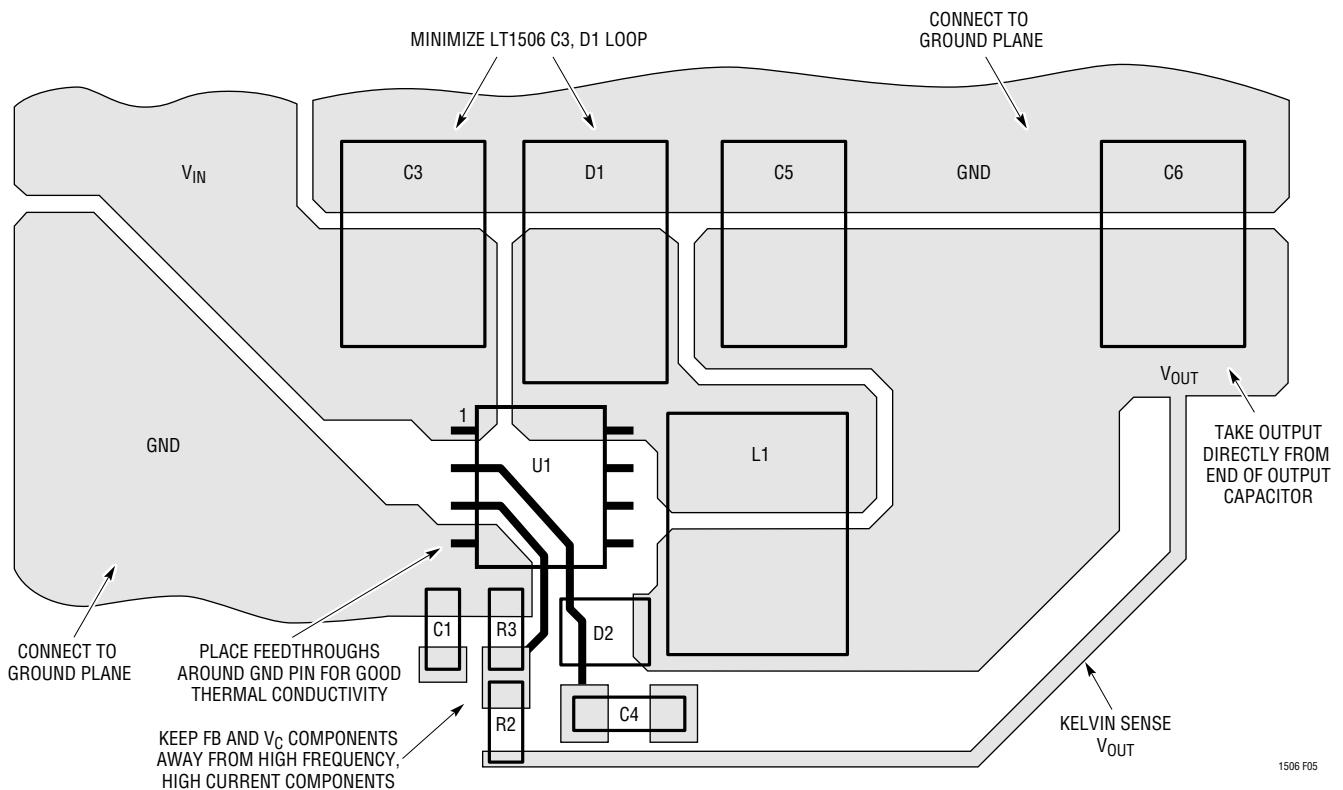 MINIMIZE LT1506 C3, D1 LOOP
CONNECT TO
GROUND PLANE
VIN
C3
D1
C5
GND
C6
VOUT
1
U1
L1
GND
TAKE OUTPUT
DIRECTLY FROM
END OF OUTPUT
CAPACITOR
C1
R3
D2
CONNECT TO
GROUND PLANE
PLACE FEEDTHROUGHS
AROUND GND PIN FOR GOOD
THERMAL CONDUCTIVITY
R2
C4
KEEP FB AND VC COMPONENTS
AWAY FROM HIGH FREQUENCY,
HIGH CURRENT COMPONENTS
KELVIN SENSE
VOUT
1506 F05